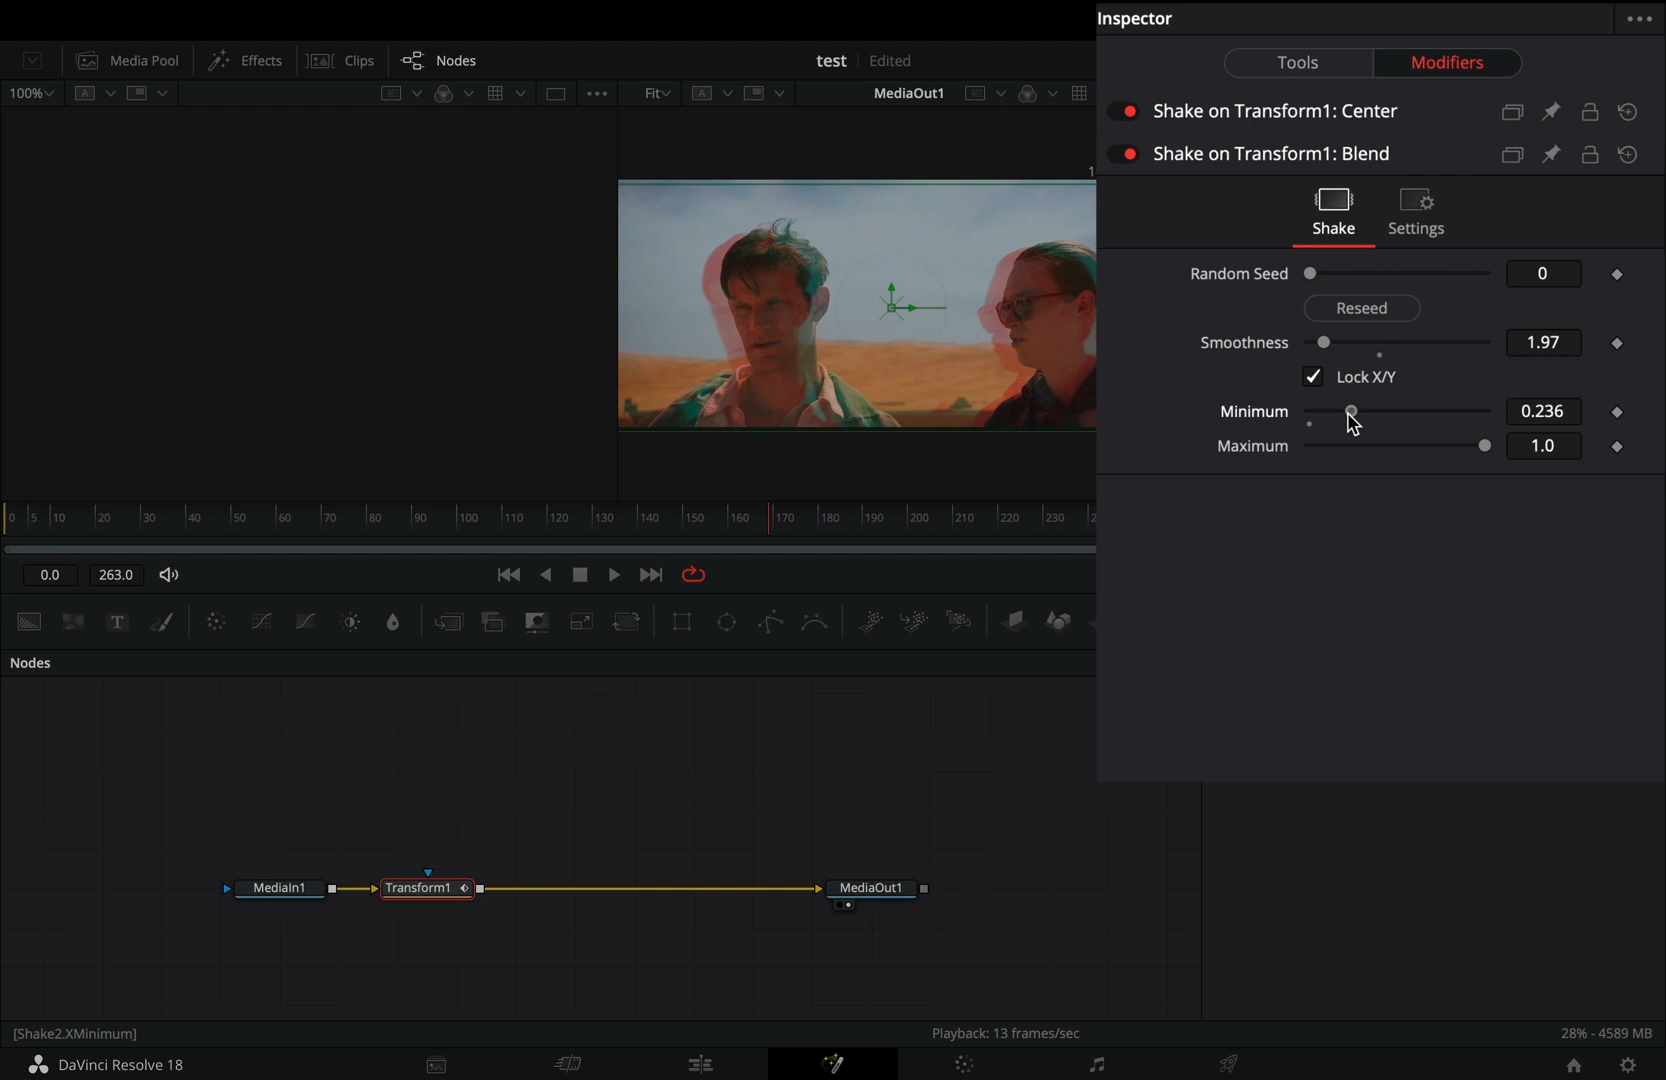 Inspector
Media Pool Effects Clips Nodes test Edited
Tools Modifiers
100% A Fit A MediaOut1
Shake on Transform1: Center
Shake on Transform1: Blend
Shake Settings
Random Seed 0
Reseed
Smoothness 1.97
Lock X/Y
Minimum 0.236
Maximum 1.0
0 5 10 20 30 40 50 60 70 80 90 100 110 120 130 140 150 160 170 180 190 200 210 220 230 2
0.0 263.0
T
Nodes
MediaIn1 Transform1 MediaOut1
[Shake2.XMinimum] Playback: 13 frames/sec 28% - 4589 MB
DaVinci Resolve 18